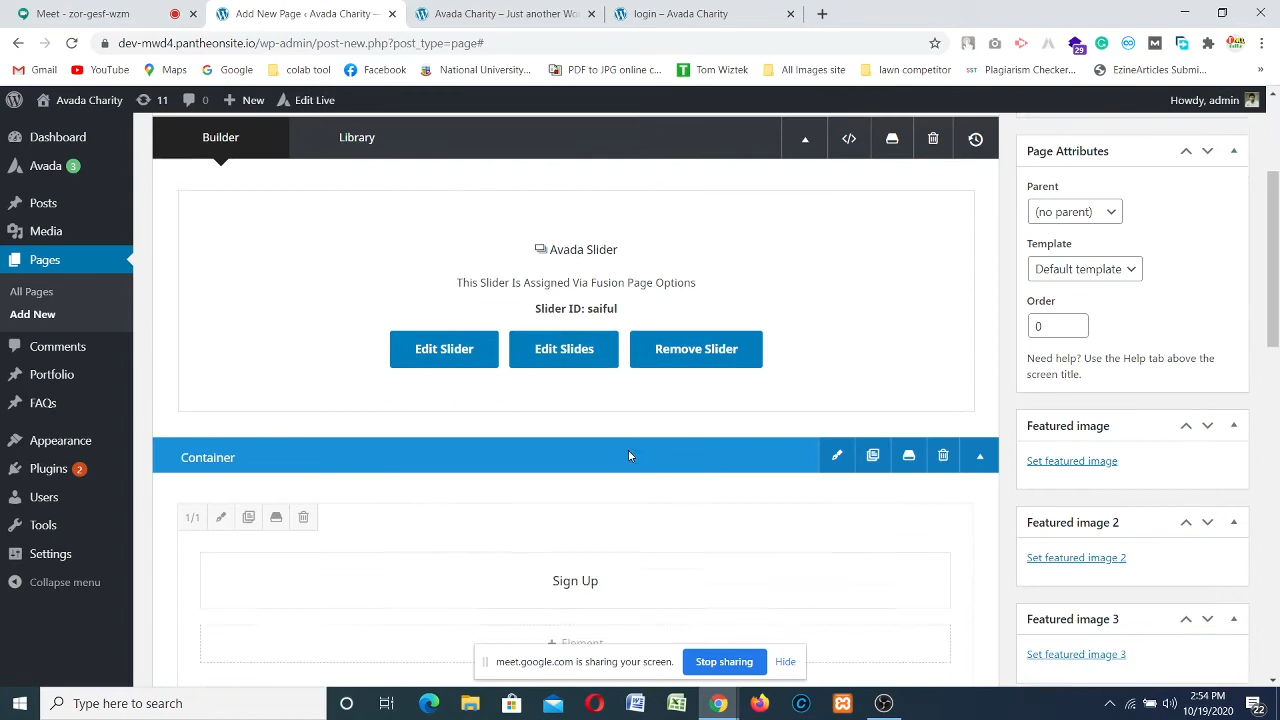 Meet – zor-gesf-wzm
Add New Page ‹ Avada Charity —
Avada Charity – Just another Wo
login – Avada Charity
dev-mwd4.pantheonsite.io/wp-admin/post-new.php?post_type=page#
29
Gmail
YouTube
Maps
Google
colab tool
Facebook
National University...
PDF to JPG online c...
Tom Wiztek
All Images site
lawn competitor
SST Plagiarism Checker...
EzineArticles Submi...
Avada Charity
11
0
New
Edit Live
Howdy, admin
Dashboard
Avada 3
Posts
Media
Pages
All Pages
Add New
Comments
Portfolio
FAQs
Appearance
Plugins 2
Users
Tools
Settings
Collapse menu
Builder
Library
Avada Slider
This Slider Is Assigned Via Fusion Page Options
Slider ID: saiful
Edit Slider
Edit Slides
Remove Slider
Container
1/1
Sign Up
+ Element
Page Attributes
Parent
(no parent)
Template
Default template
Order
0
Need help? Use the Help tab above the
screen title.
Featured image
Set featured image
Featured image 2
Set featured image 2
Featured image 3
Set featured image 3
meet.google.com is sharing your screen.
Stop sharing
Hide
Type here to search
2:54 PM
10/19/2020
22